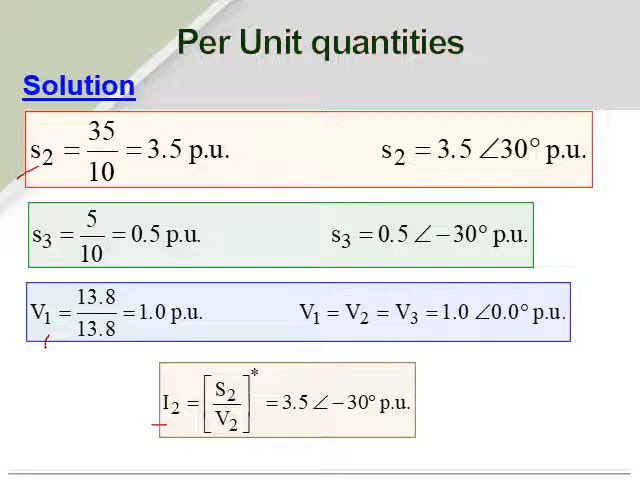 Per Unit quantities
Solution
s₂ = 35/10 = 3.5 p.u. s₂ = 3.5 ∠30° p.u.
s₃ = 5/10 = 0.5 p.u. s₃ = 0.5 ∠−30° p.u.
V₁ = 13.8/13.8 = 1.0 p.u. V₁ = V₂ = V₃ = 1.0 ∠0.0° p.u.
I₂ = [S₂/V₂]* = 3.5 ∠−30° p.u.